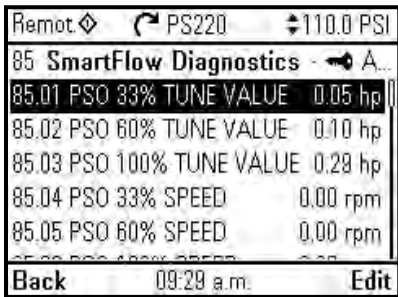 Remot. PS220 110.0 PSI
85 SmartFlow Diagnostics - A...
85.01 PSO 33% TUNE VALUE 0.05 hp
85.02 PSO 60% TUNE VALUE 0.10 hp
85.03 PSO 100% TUNE VALUE 0.29 hp
85.04 PSO 33% SPEED 0.00 rpm
85.05 PSO 60% SPEED 0.00 rpm
Back 09:29 a.m. Edit